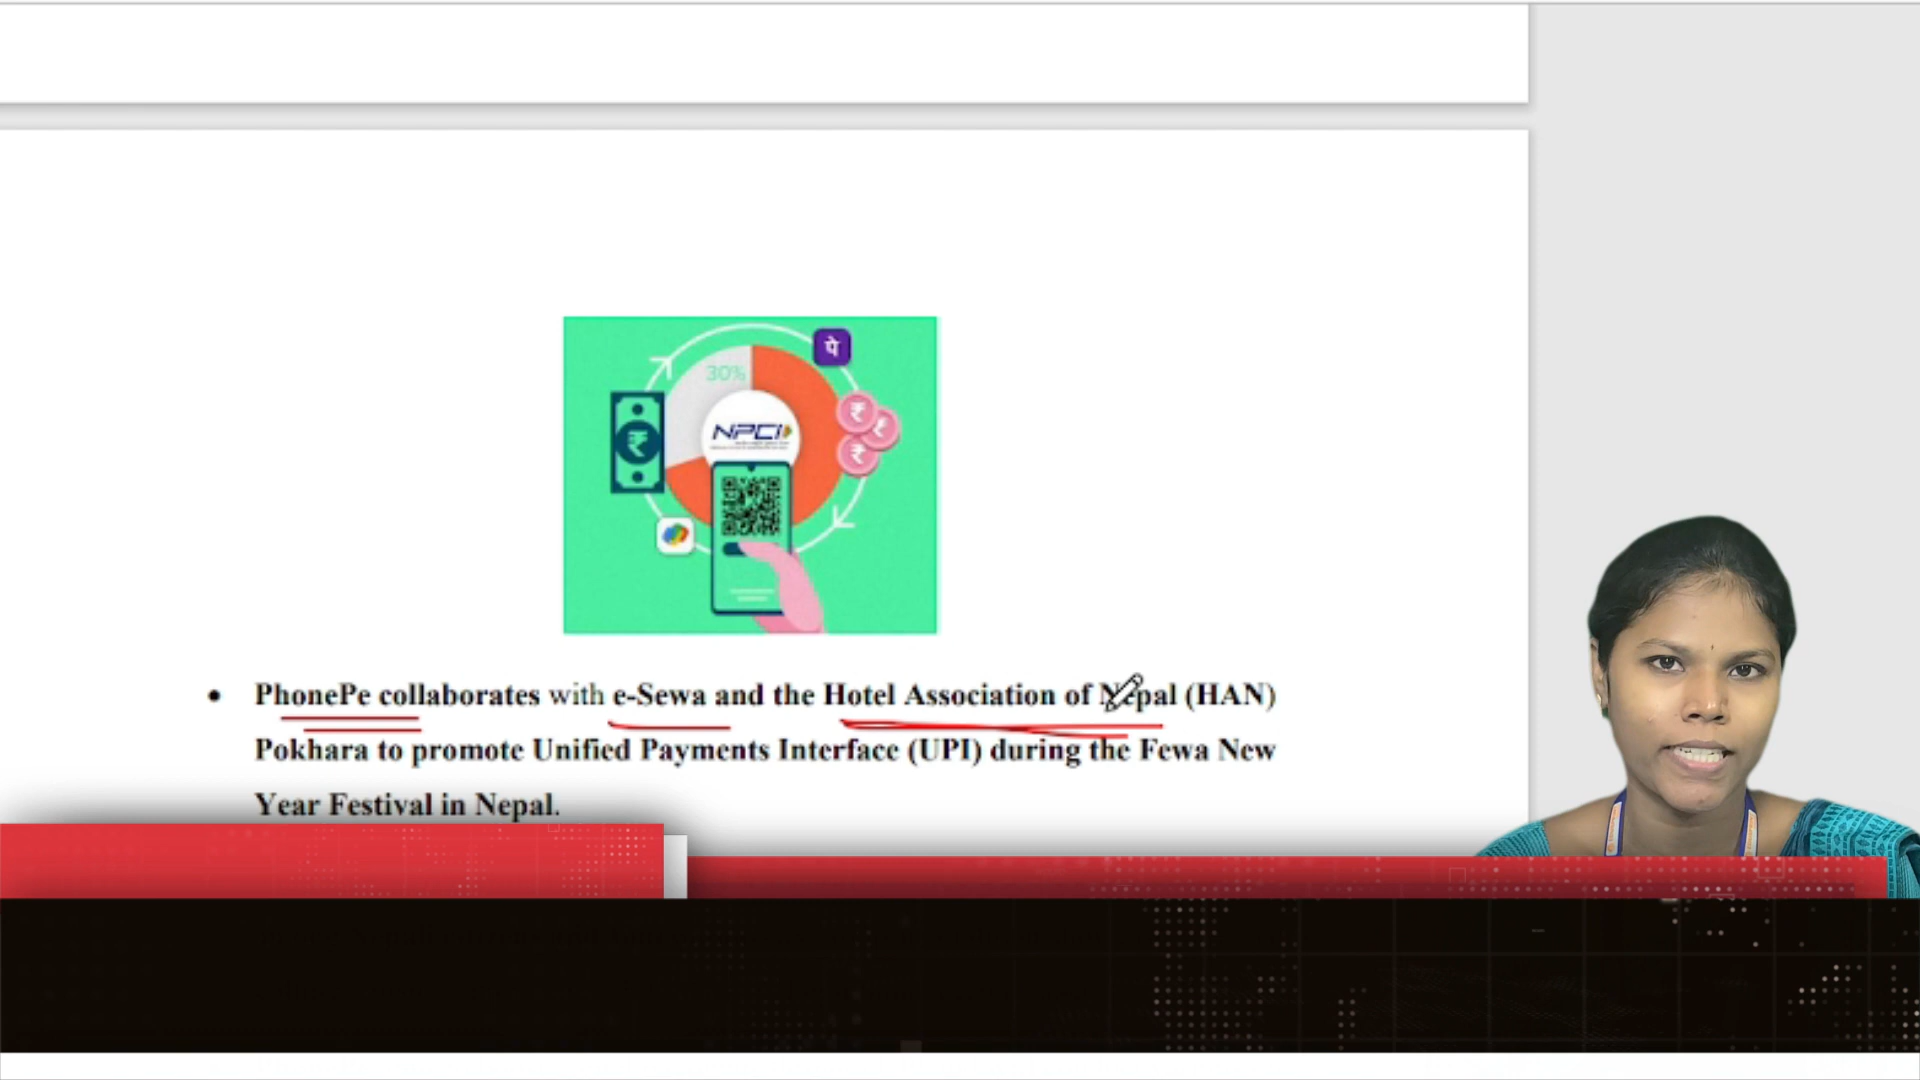 पे
30%
NPCI
• PhonePe collaborates with e-Sewa and the Hotel Association of Nepal (HAN)
Pokhara to promote Unified Payments Interface (UPI) during the Fewa New
Year Festival in Nepal.